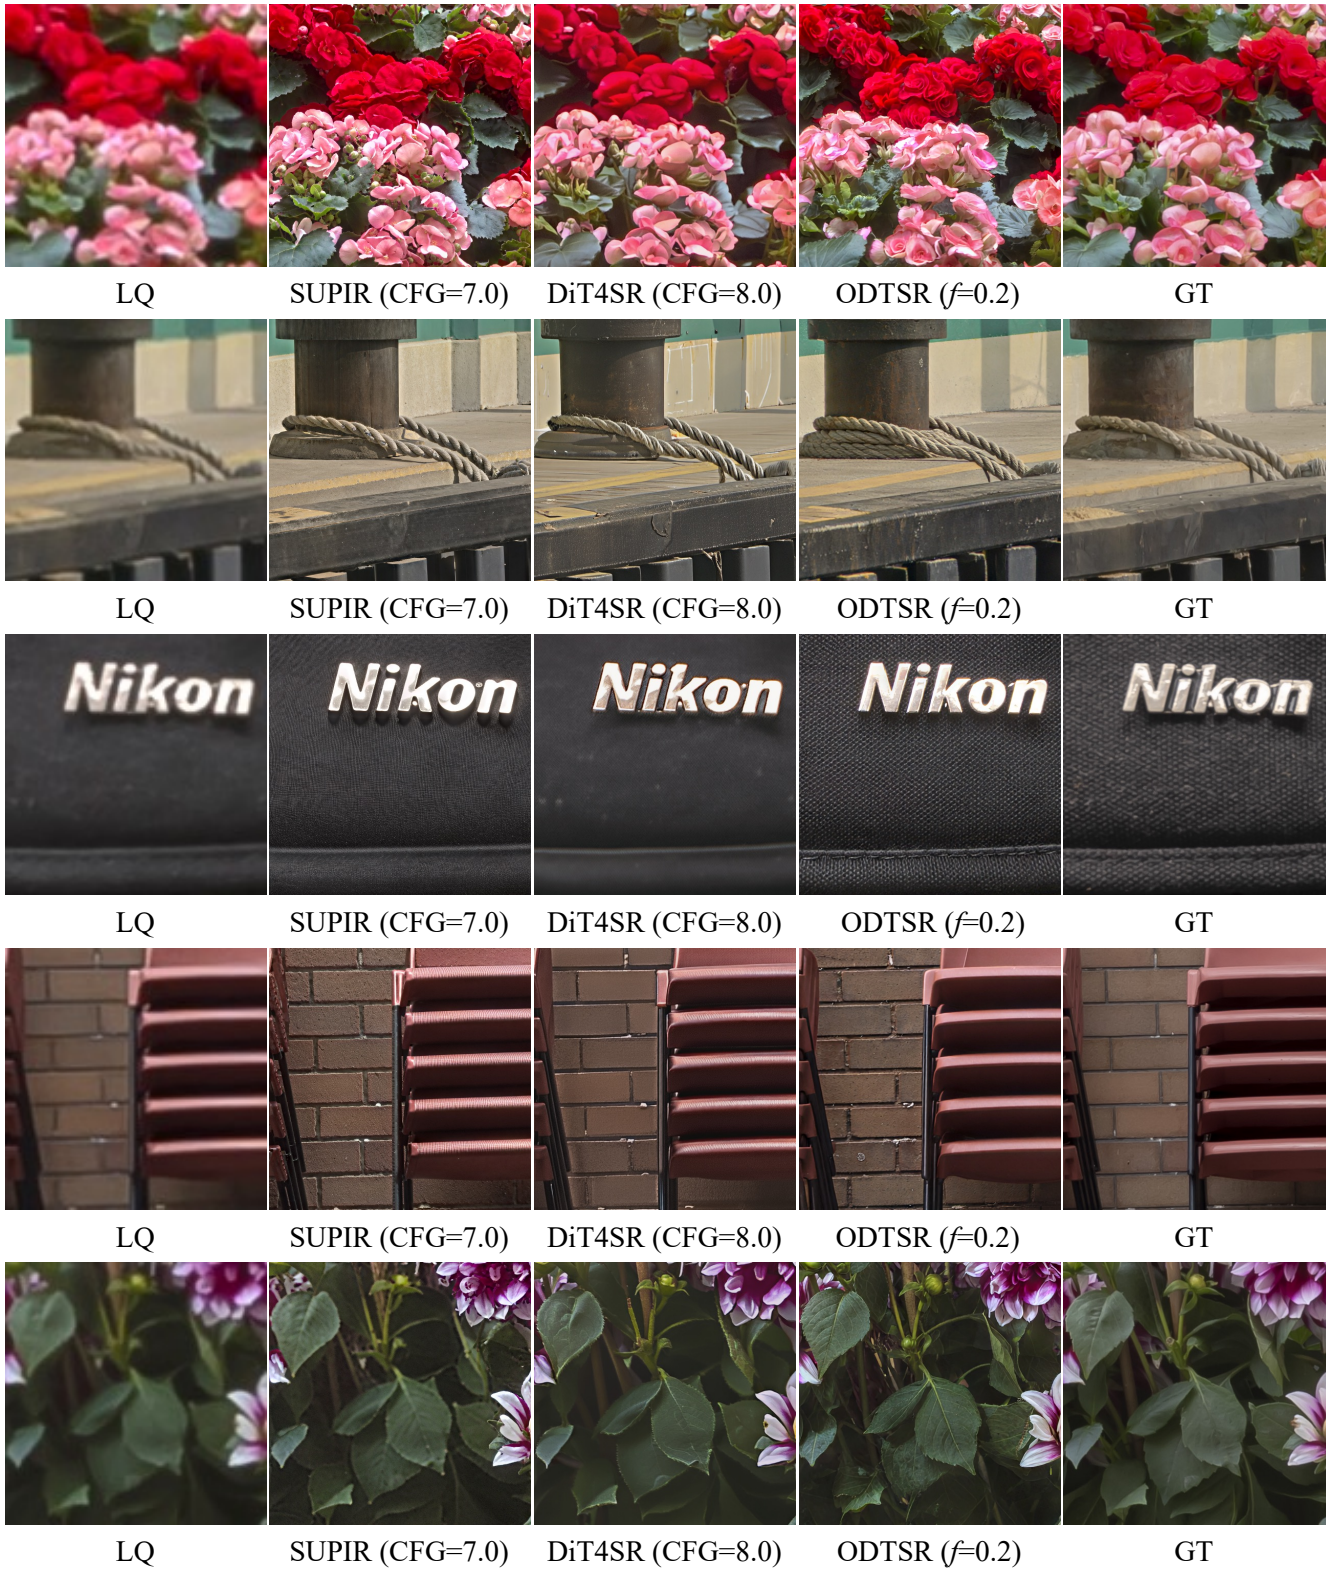 LQ SUPIR (CFG=7.0) DiT4SR (CFG=8.0) ODTSR (f=0.2) GT
LQ SUPIR (CFG=7.0) DiT4SR (CFG=8.0) ODTSR (f=0.2) GT
Nikon Nikon Nikon Nikon Nikon
LQ SUPIR (CFG=7.0) DiT4SR (CFG=8.0) ODTSR (f=0.2) GT
LQ SUPIR (CFG=7.0) DiT4SR (CFG=8.0) ODTSR (f=0.2) GT
LQ SUPIR (CFG=7.0) DiT4SR (CFG=8.0) ODTSR (f=0.2) GT